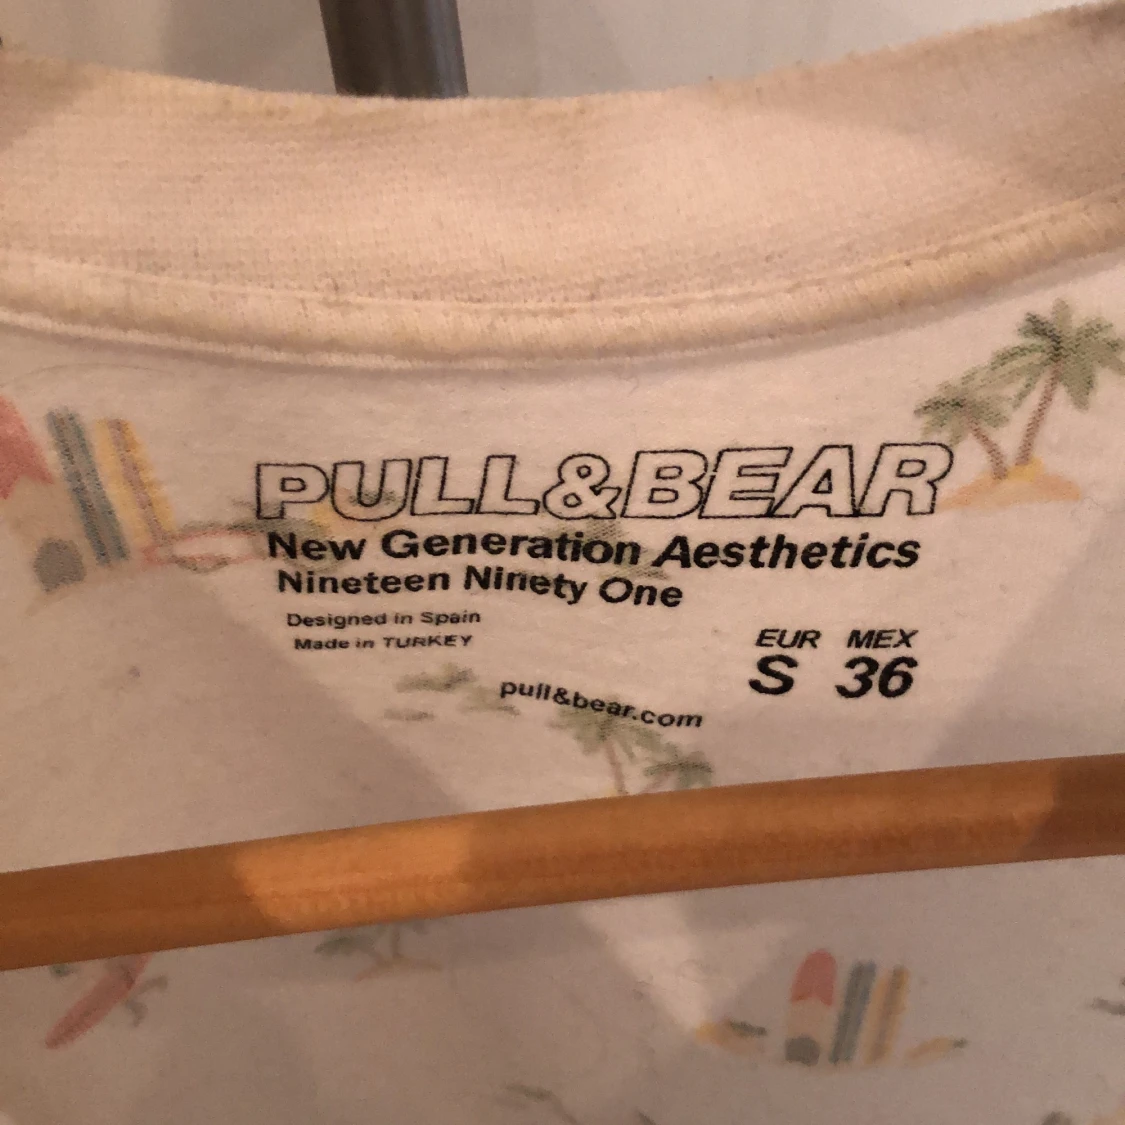 PULL&BEAR
New Generation Aesthetics
Nineteen Ninety One
Designed in Spain
Made in TURKEY
EUR MEX
S 36
pull&bear.com